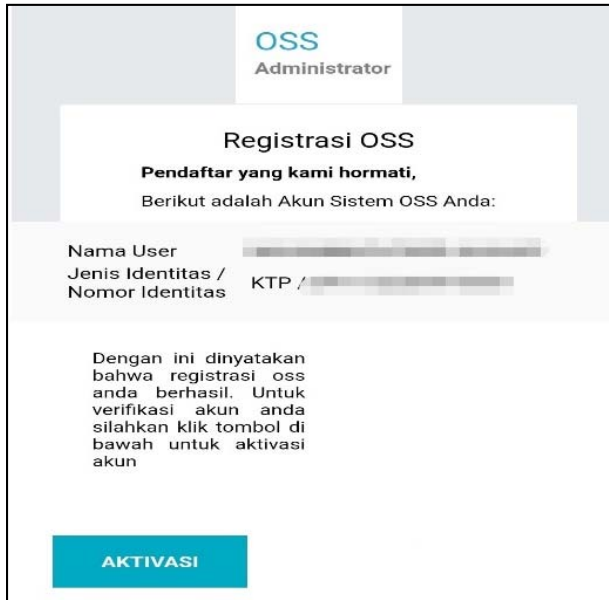 OSS
Administrator
Registrasi OSS
Pendaftar yang kami hormati,
Berikut adalah Akun Sistem OSS Anda:
Nama User
Jenis Identitas /
Nomor Identitas
KTP /
Dengan ini dinyatakan
bahwa registrasi oss
anda berhasil. Untuk
verifikasi akun anda
silahkan klik tombol di
bawah untuk aktivasi
akun
AKTIVASI